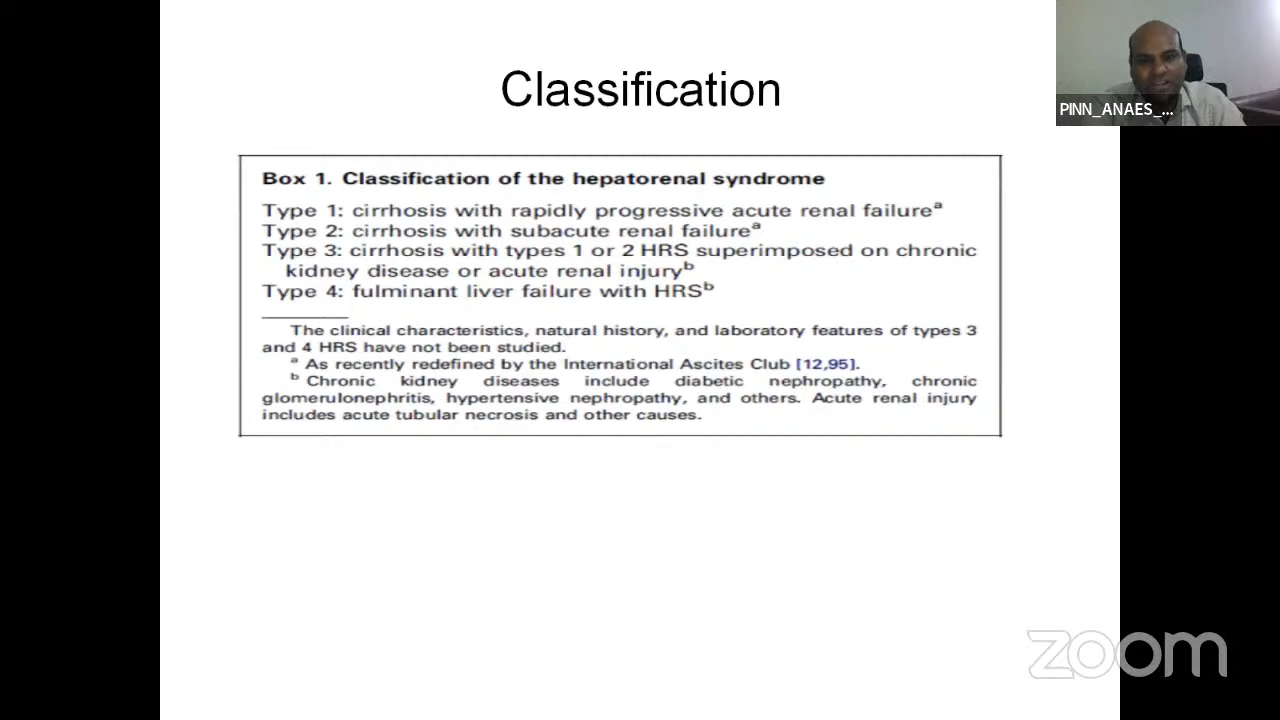 Classification
PINN_ANAES_...
Box 1. Classification of the hepatorenal syndrome
Type 1: cirrhosis with rapidly progressive acute renal failureᵃ
Type 2: cirrhosis with subacute renal failureᵃ
Type 3: cirrhosis with types 1 or 2 HRS superimposed on chronic
kidney disease or acute renal injuryᵇ
Type 4: fulminant liver failure with HRSᵇ
The clinical characteristics, natural history, and laboratory features of types 3
and 4 HRS have not been studied.
ᵃ As recently redefined by the International Ascites Club [12,95].
ᵇ Chronic kidney diseases include diabetic nephropathy, chronic
glomerulonephritis, hypertensive nephropathy, and others. Acute renal injury
includes acute tubular necrosis and other causes.
zoom